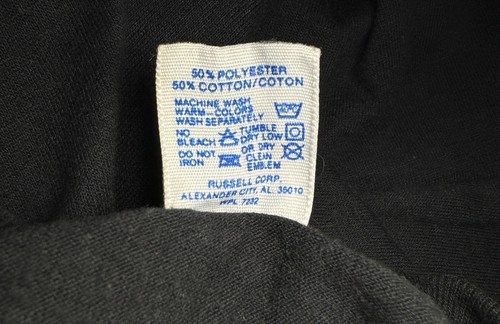 50% POLYESTER
50% COTTON/COTON
MACHINE WASH
WARM-COLORS
WASH SEPARATELY
NO BLEACH
TUMBLE DRY LOW
DO NOT IRON
OR DRY CLEIN EMBLEM
RUSSELL CORP.
ALEXANDER CITY, AL. 35010
WPL 7232